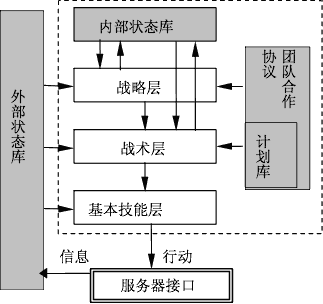 内部状态库
团队合作
协议
战略层
外部状态库
战术层
计划库
基本技能层
信息
行动
服务器接口